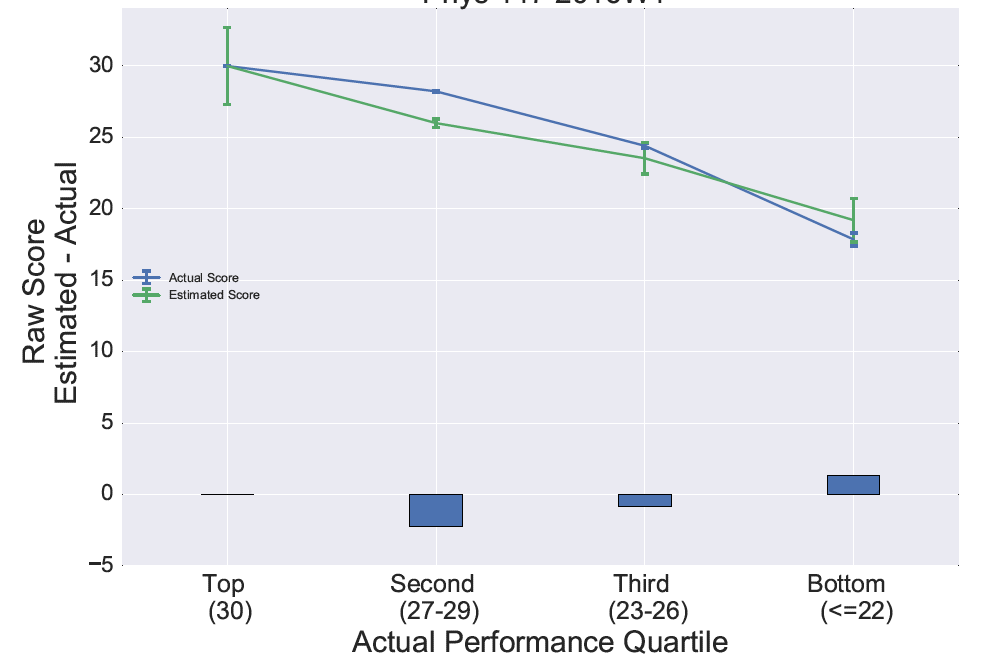 30
25
20
15
10
5
0
−5
Raw Score
Estimated - Actual
Actual Score
Estimated Score
Top
(30)
Second
(27-29)
Third
(23-26)
Bottom
(<=22)
Actual Performance Quartile